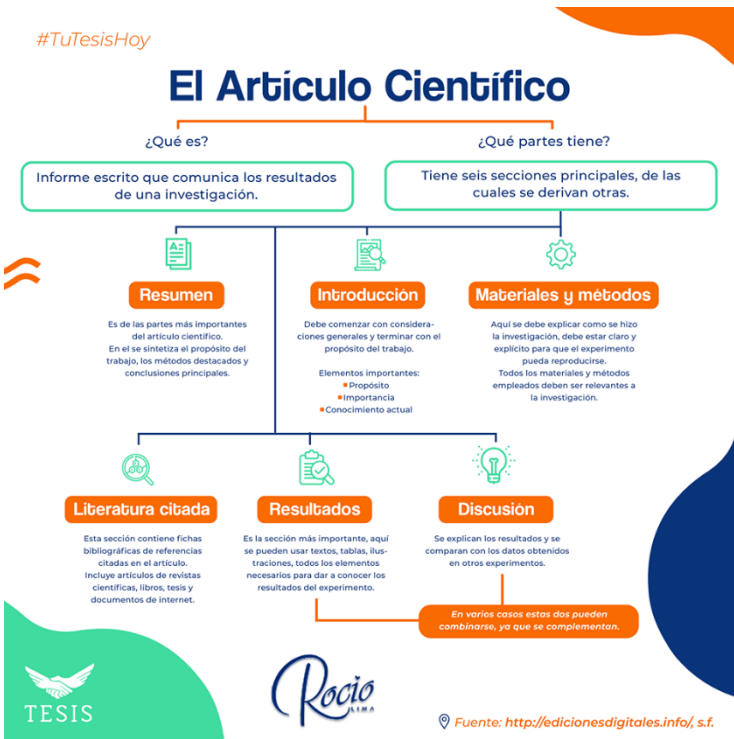 #TuTesisHoy
El Artículo Científico
¿Qué es?
¿Qué partes tiene?
Informe escrito que comunica los resultados
de una investigación.
Tiene seis secciones principales, de las
cuales se derivan otras.
Resumen
Es de las partes más importantes
del artículo científico.
En el se sintetiza el propósito del
trabajo, los métodos destacados y
conclusiones principales.
Introducción
Debe comenzar con considera-
ciones generales y terminar con el
propósito del trabajo.
Elementos importantes:
Propósito
Importancia
Conocimiento actual
Materiales y métodos
Aquí se debe explicar como se hizo
la investigación, debe estar claro y
explícito para que el experimento
pueda reproducirse.
Todos los materiales y métodos
empleados deben ser relevantes a
la investigación.
Literatura citada
Esta sección contiene fichas
bibliográficas de referencias
citadas en el artículo.
Incluye artículos de revistas
científicas, libros, tesis y
documentos de internet.
Resultados
Es la sección más importante, aquí
se pueden usar textos, tablas, ilus-
traciones, todos los elementos
necesarios para dar a conocer los
resultados del experimento.
Discusión
Se explican los resultados y se
comparan con los datos obtenidos
en otros experimentos.
En varios casos estas dos pueden
combinarse, ya que se complementan.
TESIS
Rocio
LIMA
Fuente: http://edicionesdigitales.info/, s.f.